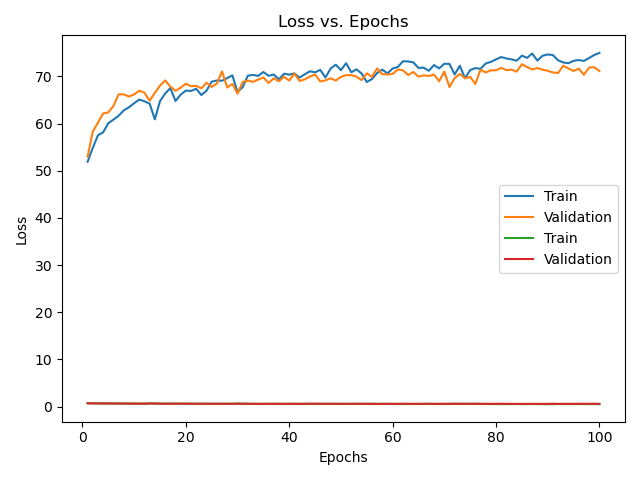 Loss vs. Epochs
Loss
70
60
50
40
30
20
10
0
Train
Validation
Train
Validation
0 20 40 60 80 100
Epochs